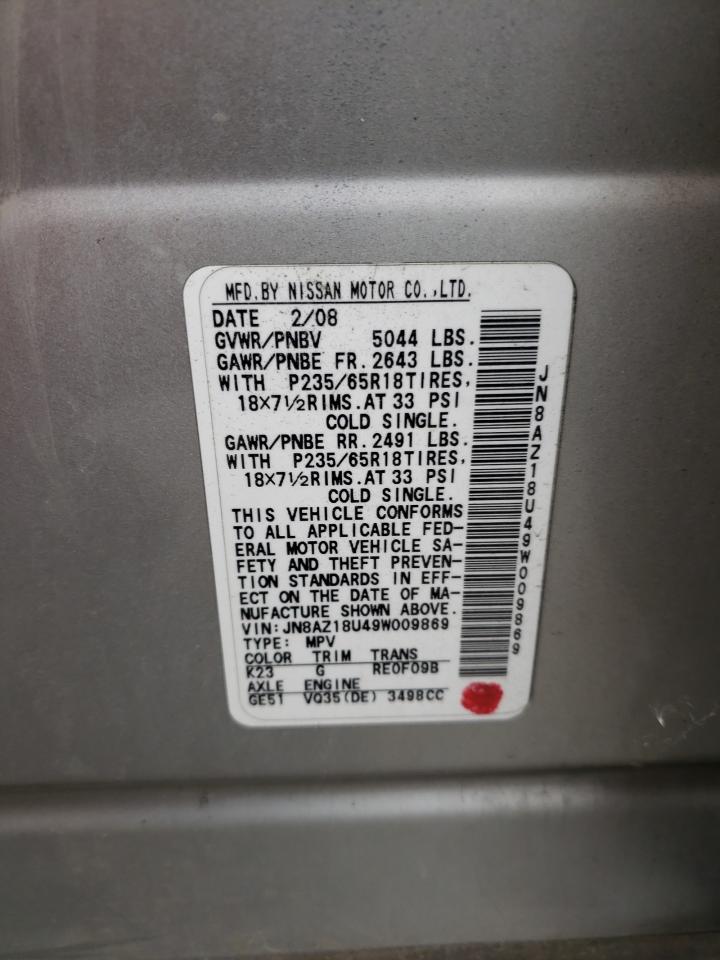 MFD.BY NISSAN MOTOR CO.,LTD.
DATE 2/08
GVWR/PNBV 5044 LBS.
GAWR/PNBE FR.2643 LBS.
WITH P235/65R18TIRES,
18×7½RIMS.AT 33 PSI
COLD SINGLE.
GAWR/PNBE RR.2491 LBS.
WITH P235/65R18TIRES,
18×7½RIMS.AT 33 PSI
COLD SINGLE.
THIS VEHICLE CONFORMS
TO ALL APPLICABLE FED-
ERAL MOTOR VEHICLE SA-
FETY AND THEFT PREVEN-
TION STANDARDS IN EFF-
ECT ON THE DATE OF MA-
NUFACTURE SHOWN ABOVE.
VIN:JN8AZ18U49W009869
TYPE: MPV
COLOR TRIM TRANS
K23 G RE0F09B
AXLE ENGINE
GE51 VQ35(DE) 3498CC
JN8AZ18U49W009869